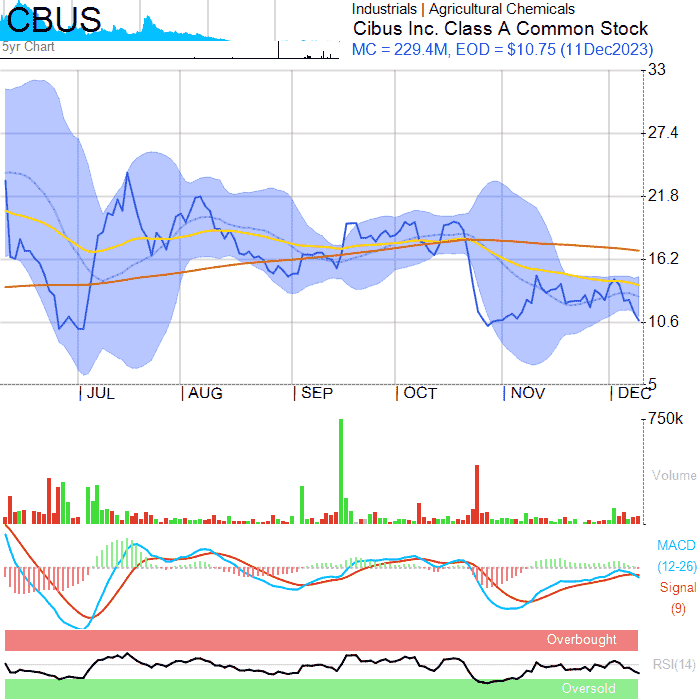 CBUS
5yr Chart
Industrials | Agricultural Chemicals
Cibus Inc. Class A Common Stock
MC = 229.4M, EOD = $10.75 (11Dec2023)
33
27.4
21.8
16.2
10.6
5
JUL
AUG
SEP
OCT
NOV
DEC
750k
Volume
MACD
(12-26)
Signal
(9)
Overbought
RSI(14)
Oversold